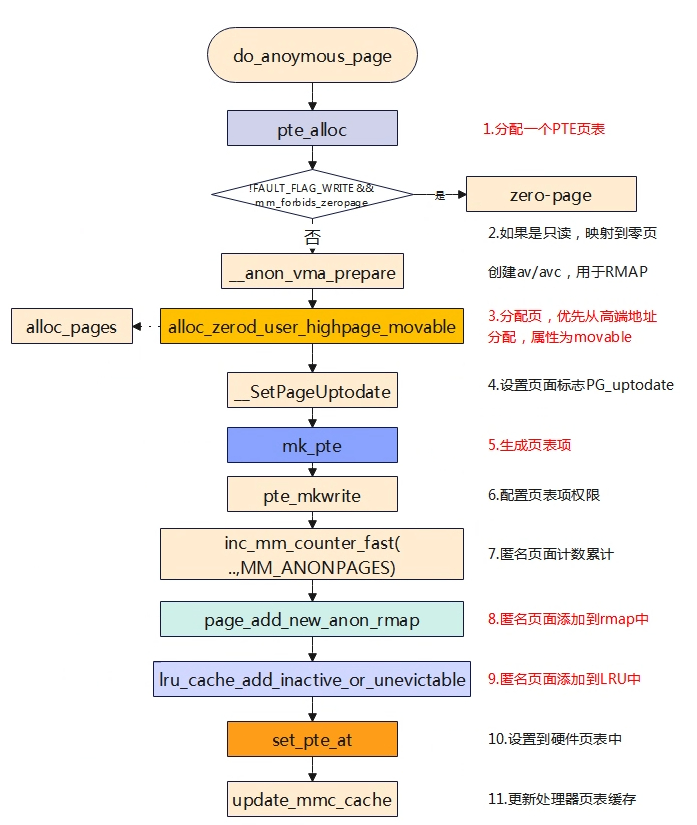 do_anoymous_page
pte_alloc
1.分配一个PTE页表
!FAULT_FLAG_WRITE &&
mm_forbids_zeropage
是
zero-page
否
2.如果是只读，映射到零页
__anon_vma_prepare
创建av/avc，用于RMAP
alloc_pages
alloc_zerod_user_highpage_movable
3.分配页，优先从高端地址
分配，属性为movable
__SetPageUptodate
4.设置页面标志PG_uptodate
mk_pte
5.生成页表项
pte_mkwrite
6.配置页表项权限
inc_mm_counter_fast(
..,MM_ANONPAGES)
7.匿名页面计数累计
page_add_new_anon_rmap
8.匿名页面添加到rmap中
lru_cache_add_inactive_or_unevictable
9.匿名页面添加到LRU中
set_pte_at
10.设置到硬件页表中
update_mmc_cache
11.更新处理器页表缓存